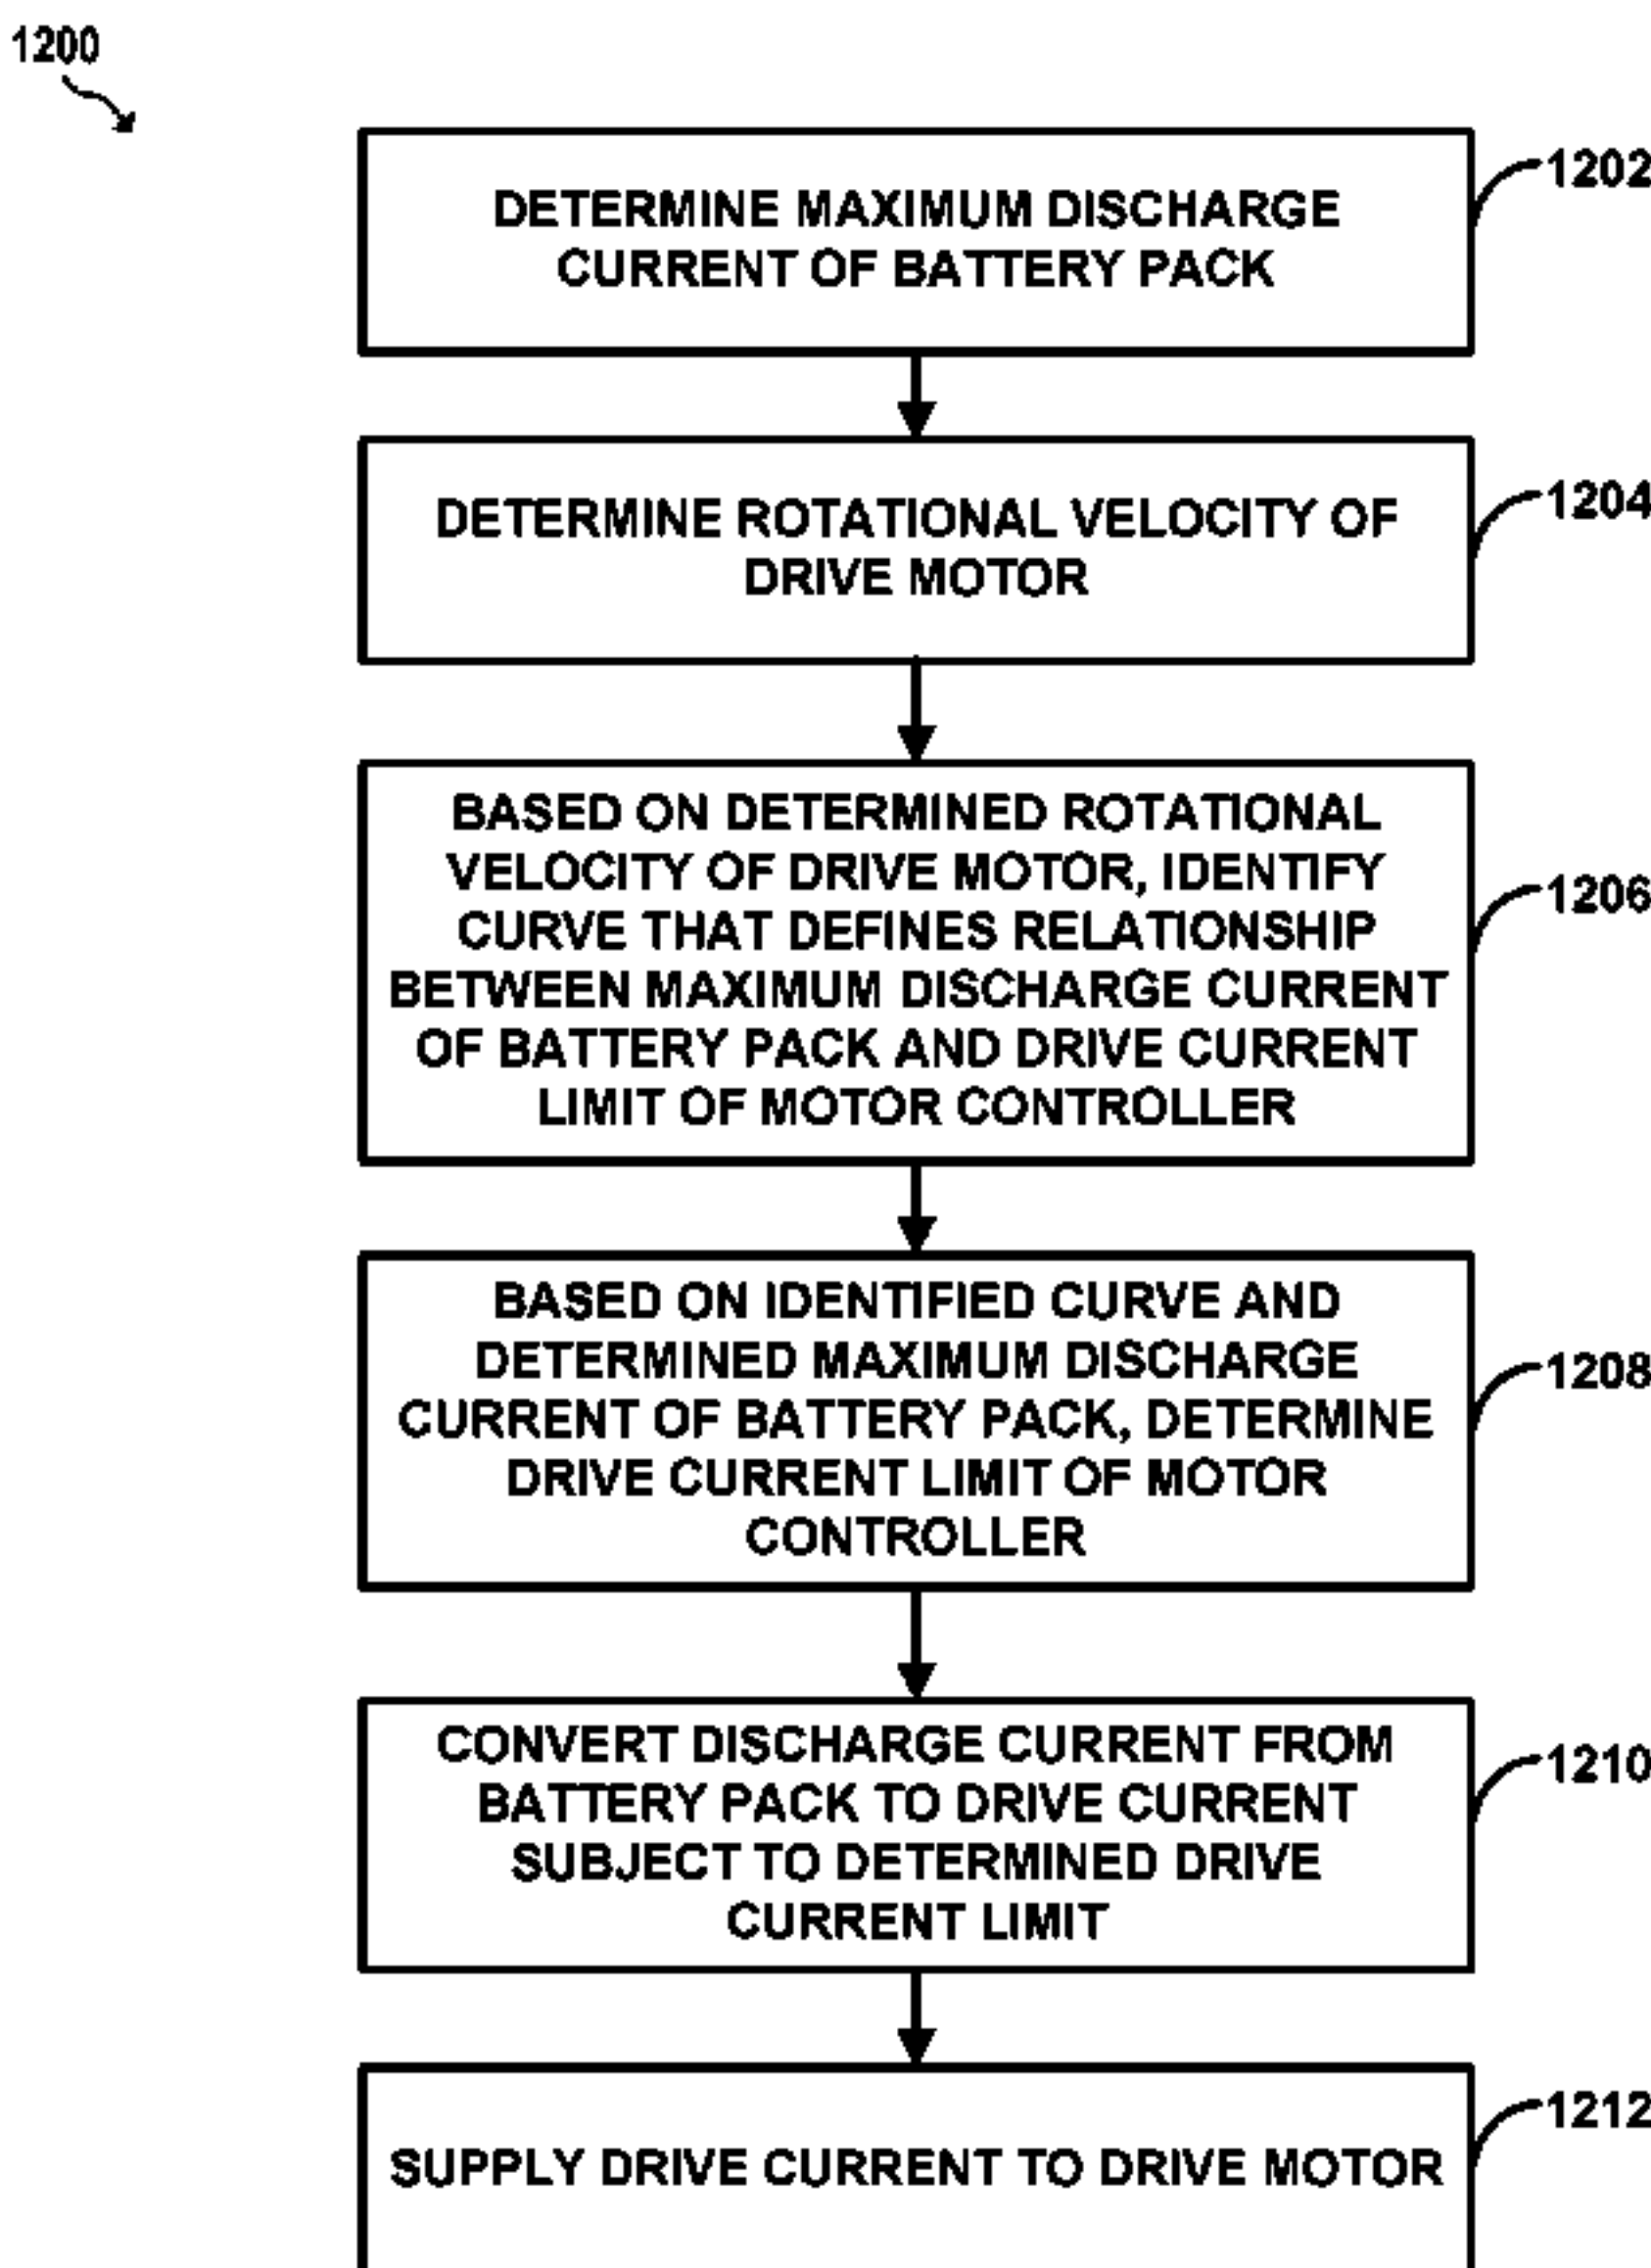 1200
DETERMINE MAXIMUM DISCHARGE
CURRENT OF BATTERY PACK
1202
DETERMINE ROTATIONAL VELOCITY OF
DRIVE MOTOR
1204
BASED ON DETERMINED ROTATIONAL
VELOCITY OF DRIVE MOTOR, IDENTIFY
CURVE THAT DEFINES RELATIONSHIP
BETWEEN MAXIMUM DISCHARGE CURRENT
OF BATTERY PACK AND DRIVE CURRENT
LIMIT OF MOTOR CONTROLLER
1206
BASED ON IDENTIFIED CURVE AND
DETERMINED MAXIMUM DISCHARGE
CURRENT OF BATTERY PACK, DETERMINE
DRIVE CURRENT LIMIT OF MOTOR
CONTROLLER
1208
CONVERT DISCHARGE CURRENT FROM
BATTERY PACK TO DRIVE CURRENT
SUBJECT TO DETERMINED DRIVE
CURRENT LIMIT
1210
SUPPLY DRIVE CURRENT TO DRIVE MOTOR
1212